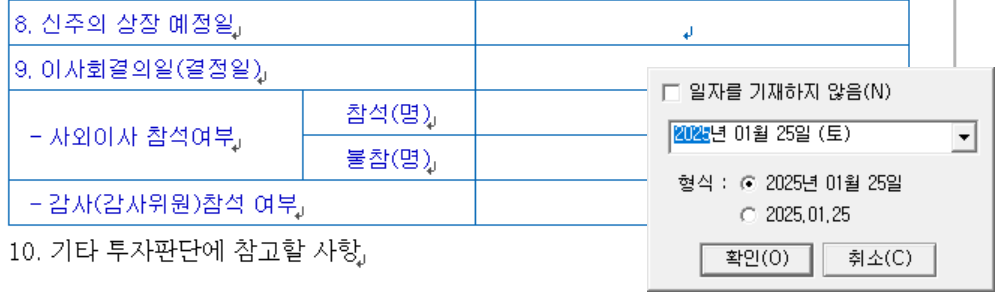 8. 신주의 상장 예정일
9. 이사회결의일(결정일)
- 사외이사 참석여부
참석(명)
불참(명)
- 감사(감사위원)참석 여부
10. 기타 투자판단에 참고할 사항
일자를 기재하지 않음(N)
2025년 01월 25일 (토)
형식 : 2025년 01월 25일
2025.01.25
확인(O) 취소(C)